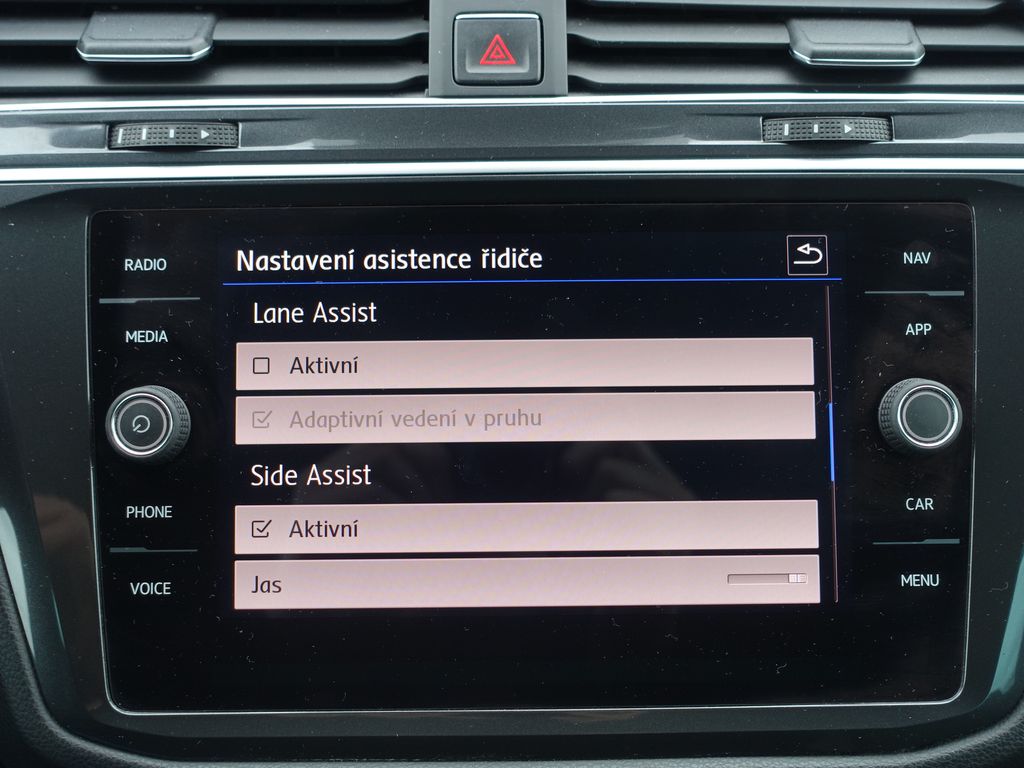 RADIO
MEDIA
PHONE
VOICE
Nastavení asistence řidiče
Lane Assist
Aktivní
Adaptivní vedení v pruhu
Side Assist
Aktivní
Jas
NAV
APP
CAR
MENU